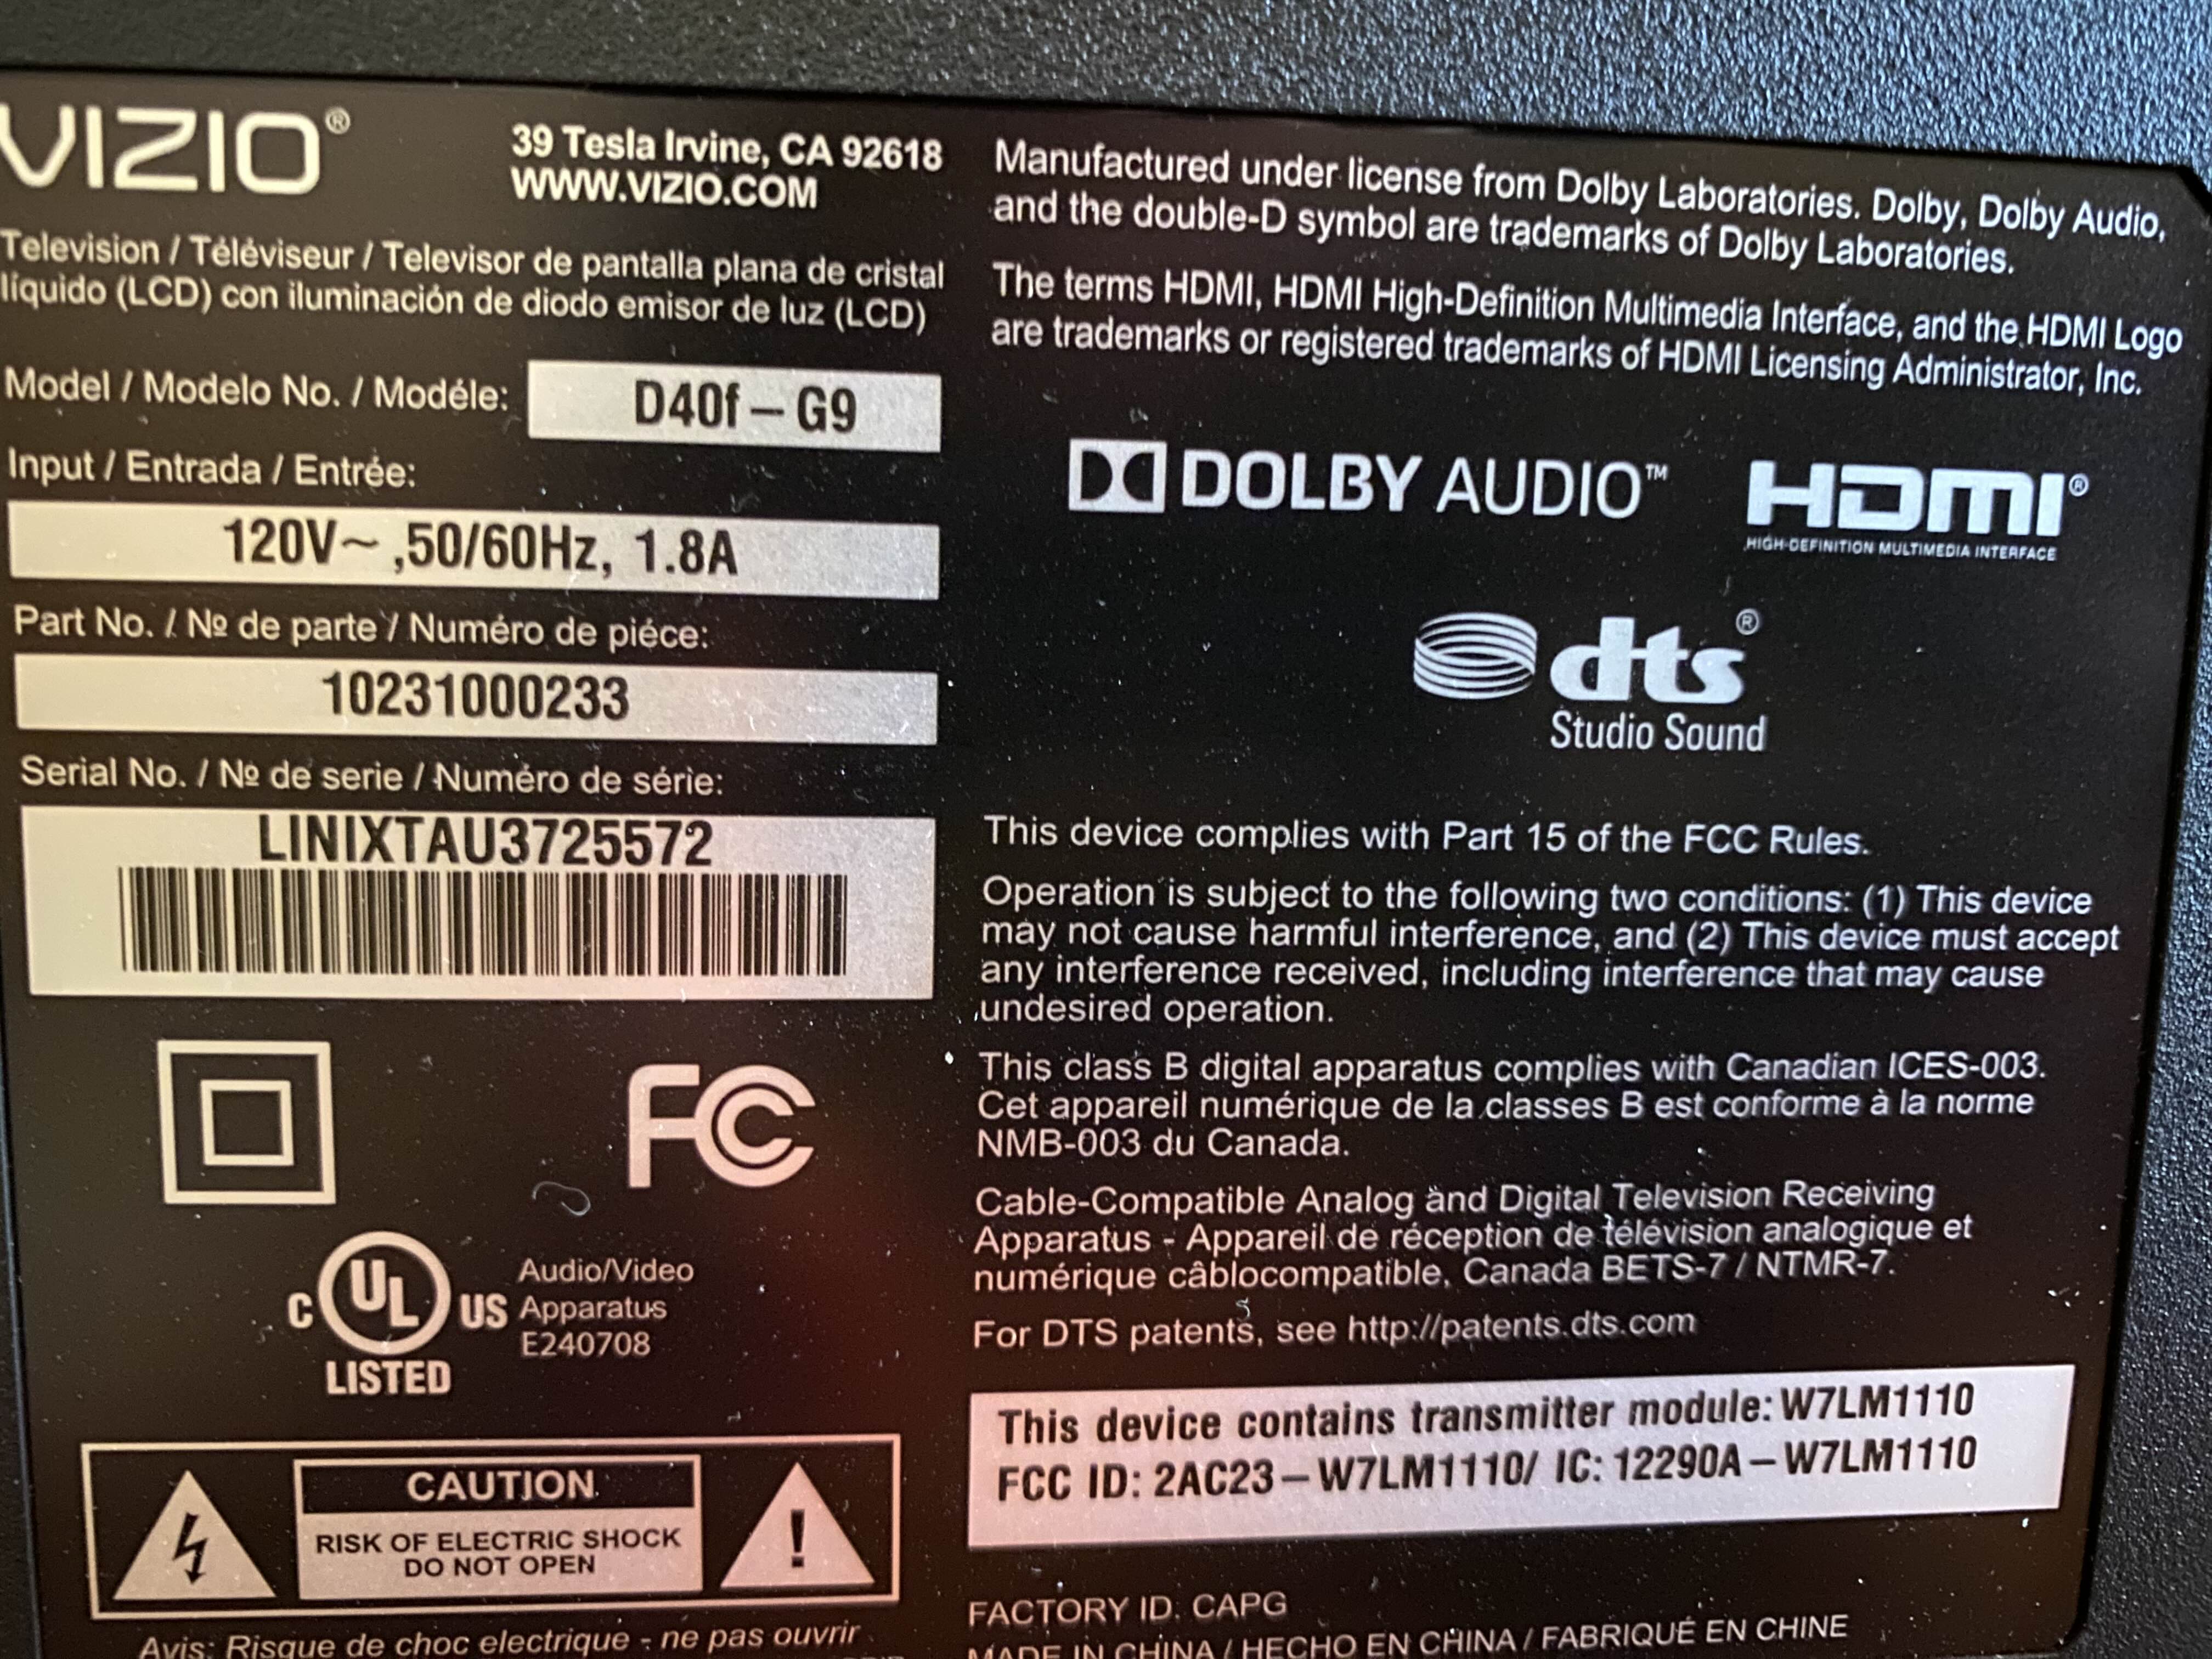 VIZIO®
39 Tesla Irvine, CA 92618
WWW.VIZIO.COM
Television / Téléviseur / Televisor de pantalla plana de cristal
líquido (LCD) con iluminación de diodo emisor de luz (LCD)
Model / Modelo No. / Modéle: D40f – G9
Input / Entrada / Entrée:
120V~ ,50/60Hz, 1.8A
Part No. / № de parte / Numéro de piéce:
10231000233
Serial No. / № de serie / Numéro de série:
LINIXTAU3725572
FC
C UL US
LISTED
Audio/Video
Apparatus
E240708
CAUTION
RISK OF ELECTRIC SHOCK
DO NOT OPEN
!
Avis: Risque de choc electrique - ne pas ouvrir
Manufactured under license from Dolby Laboratories. Dolby, Dolby Audio,
and the double-D symbol are trademarks of Dolby Laboratories.
The terms HDMI, HDMI High-Definition Multimedia Interface, and the HDMI Logo
are trademarks or registered trademarks of HDMI Licensing Administrator, Inc.
DOLBY AUDIO™
HDMI®
HIGH-DEFINITION MULTIMEDIA INTERFACE
dts®
Studio Sound
This device complies with Part 15 of the FCC Rules.
Operation is subject to the following two conditions: (1) This device
may not cause harmful interference, and (2) This device must accept
any interference received, including interference that may cause
undesired operation.
This class B digital apparatus complies with Canadian ICES-003.
Cet appareil numérique de la classes B est conforme à la norme
NMB-003 du Canada.
Cable-Compatible Analog and Digital Television Receiving
Apparatus - Appareil de réception de télévision analogique et
numérique câblocompatible, Canada BETS-7 / NTMR-7.
For DTS patents, see http://patents.dts.com
This device contains transmitter module: W7LM1110
FCC ID: 2AC23 – W7LM1110/ IC: 12290A – W7LM1110
FACTORY ID: CAPG
MADE IN CHINA / HECHO EN CHINA / FABRIQUÉ EN CHINE